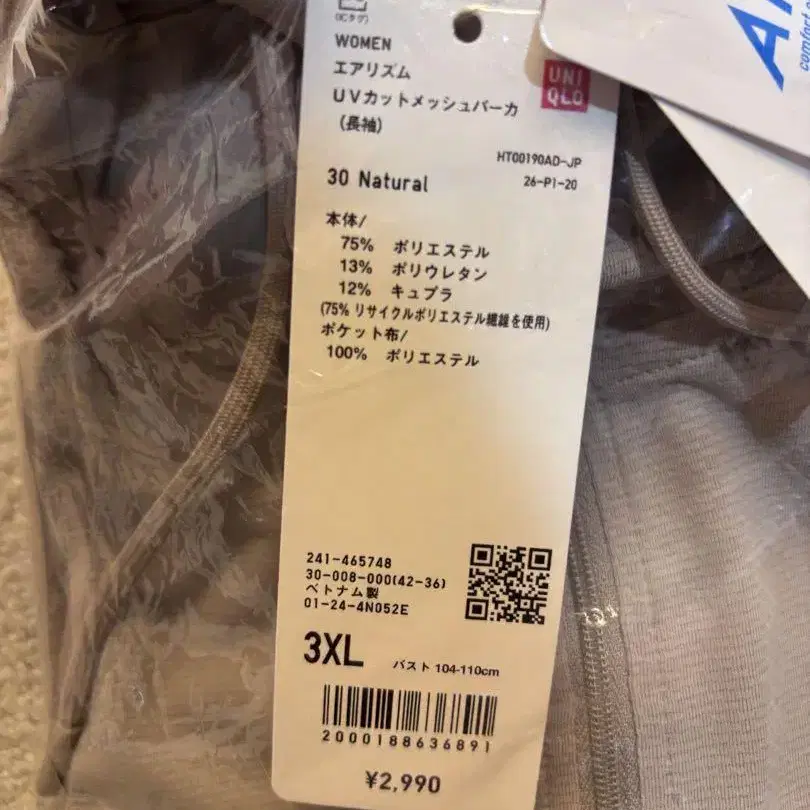 (ICタグ)
WOMEN
エアリズム
UVカットメッシュパーカ
(長袖)
UNI
QLO
HT00190AD-JP
26-P1-20
30 Natural
本体/
75% ポリエステル
13% ポリウレタン
12% キュプラ
(75% リサイクルポリエステル繊維を使用)
ポケット布/
100% ポリエステル
241-465748
30-008-000(42-36)
ベトナム製
01-24-4N052E
3XL バスト 104-110cm
2000188636891
¥2,990